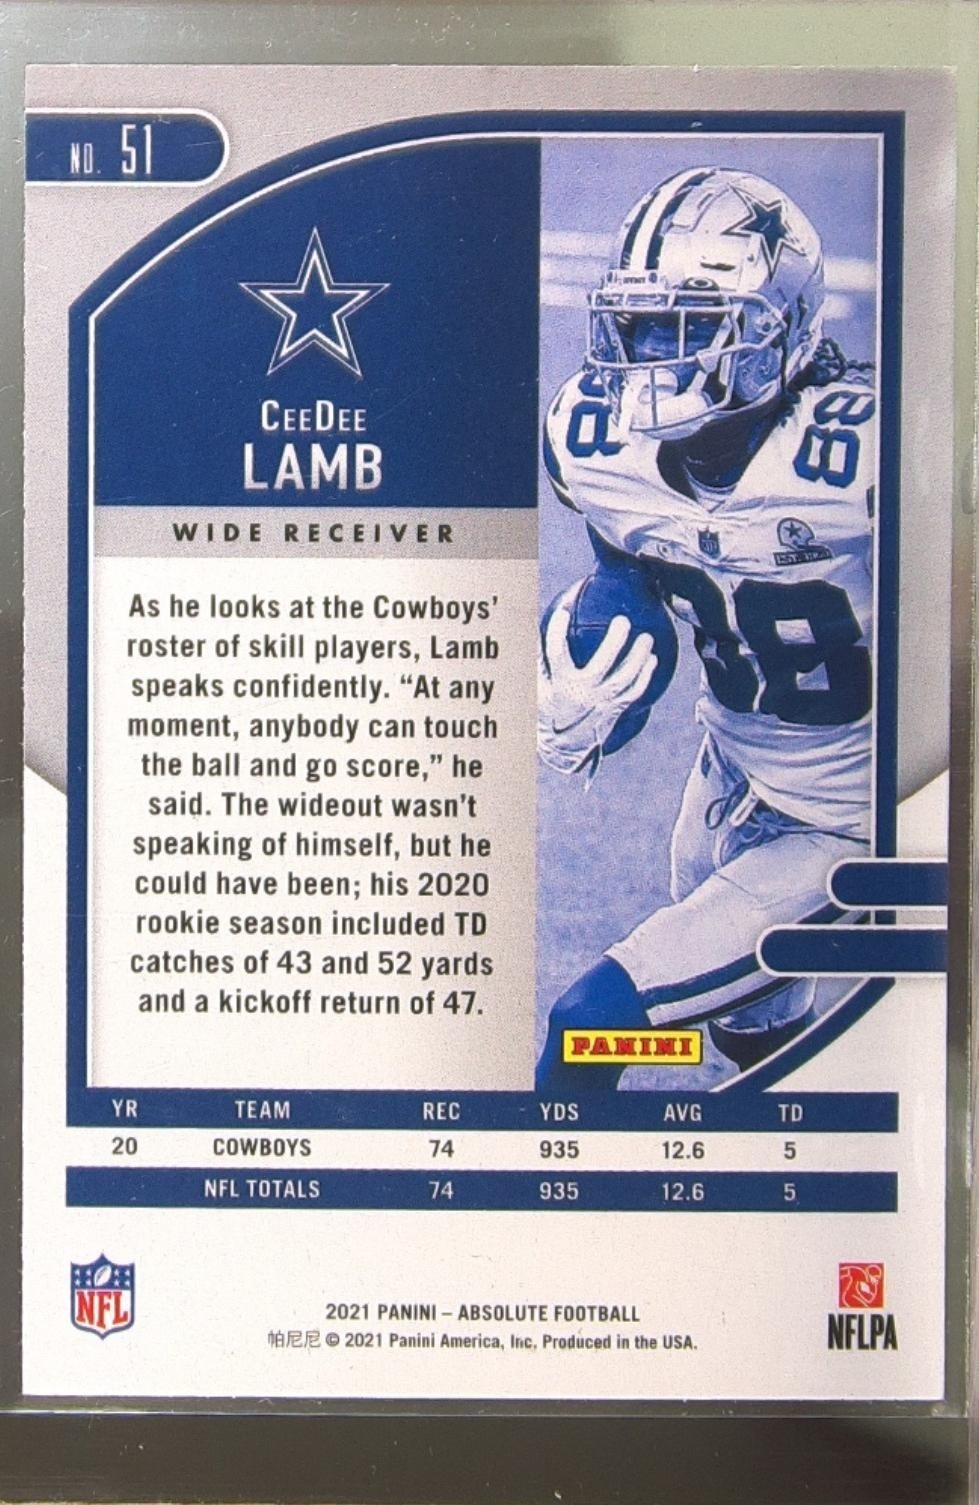 NO. 51
CEEDEE
LAMB
WIDE RECEIVER
As he looks at the Cowboys'
roster of skill players, Lamb
speaks confidently. “At any
moment, anybody can touch
the ball and go score,” he
said. The wideout wasn't
speaking of himself, but he
could have been; his 2020
rookie season included TD
catches of 43 and 52 yards
and a kickoff return of 47.
88
88
88
PANINI
YR TEAM REC YDS AVG TD
20 COWBOYS 74 935 12.6 5
NFL TOTALS 74 935 12.6 5
NFL
2021 PANINI – ABSOLUTE FOOTBALL
帕尼尼 © 2021 Panini America, Inc. Produced in the USA.
NFLPA